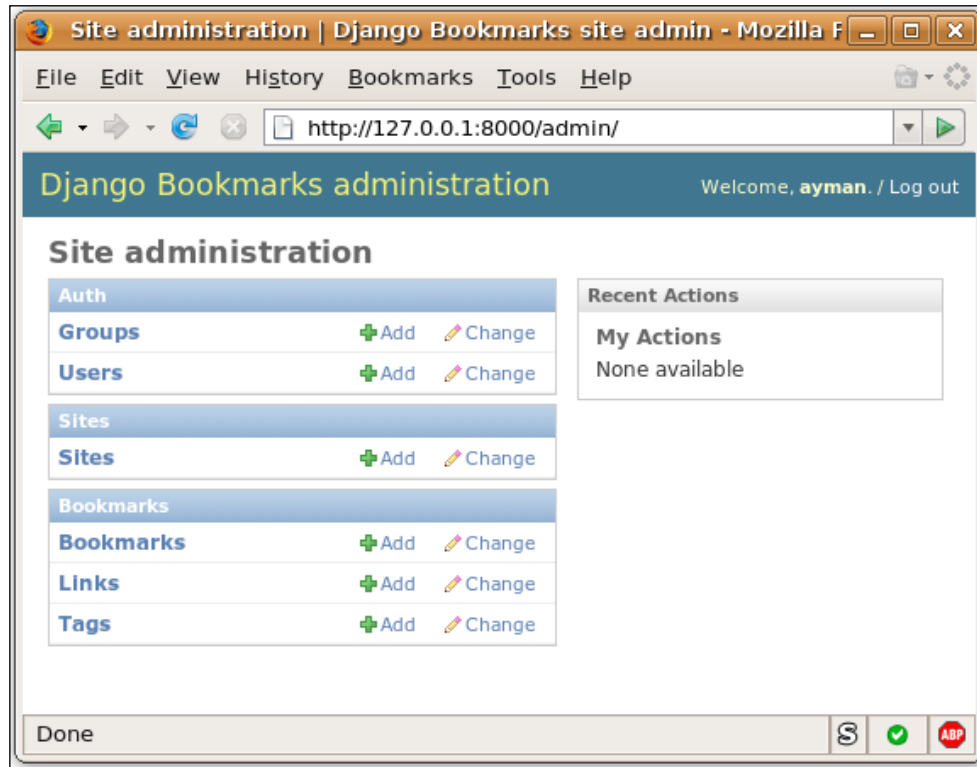 Site administration | Django Bookmarks site admin - Mozilla F
File Edit View History Bookmarks Tools Help
http://127.0.0.1:8000/admin/
Django Bookmarks administration
Welcome, ayman. / Log out
Site administration
Auth
Groups Add Change
Users Add Change
Sites
Sites Add Change
Bookmarks
Bookmarks Add Change
Links Add Change
Tags Add Change
Recent Actions
My Actions
None available
Done
S
ABP